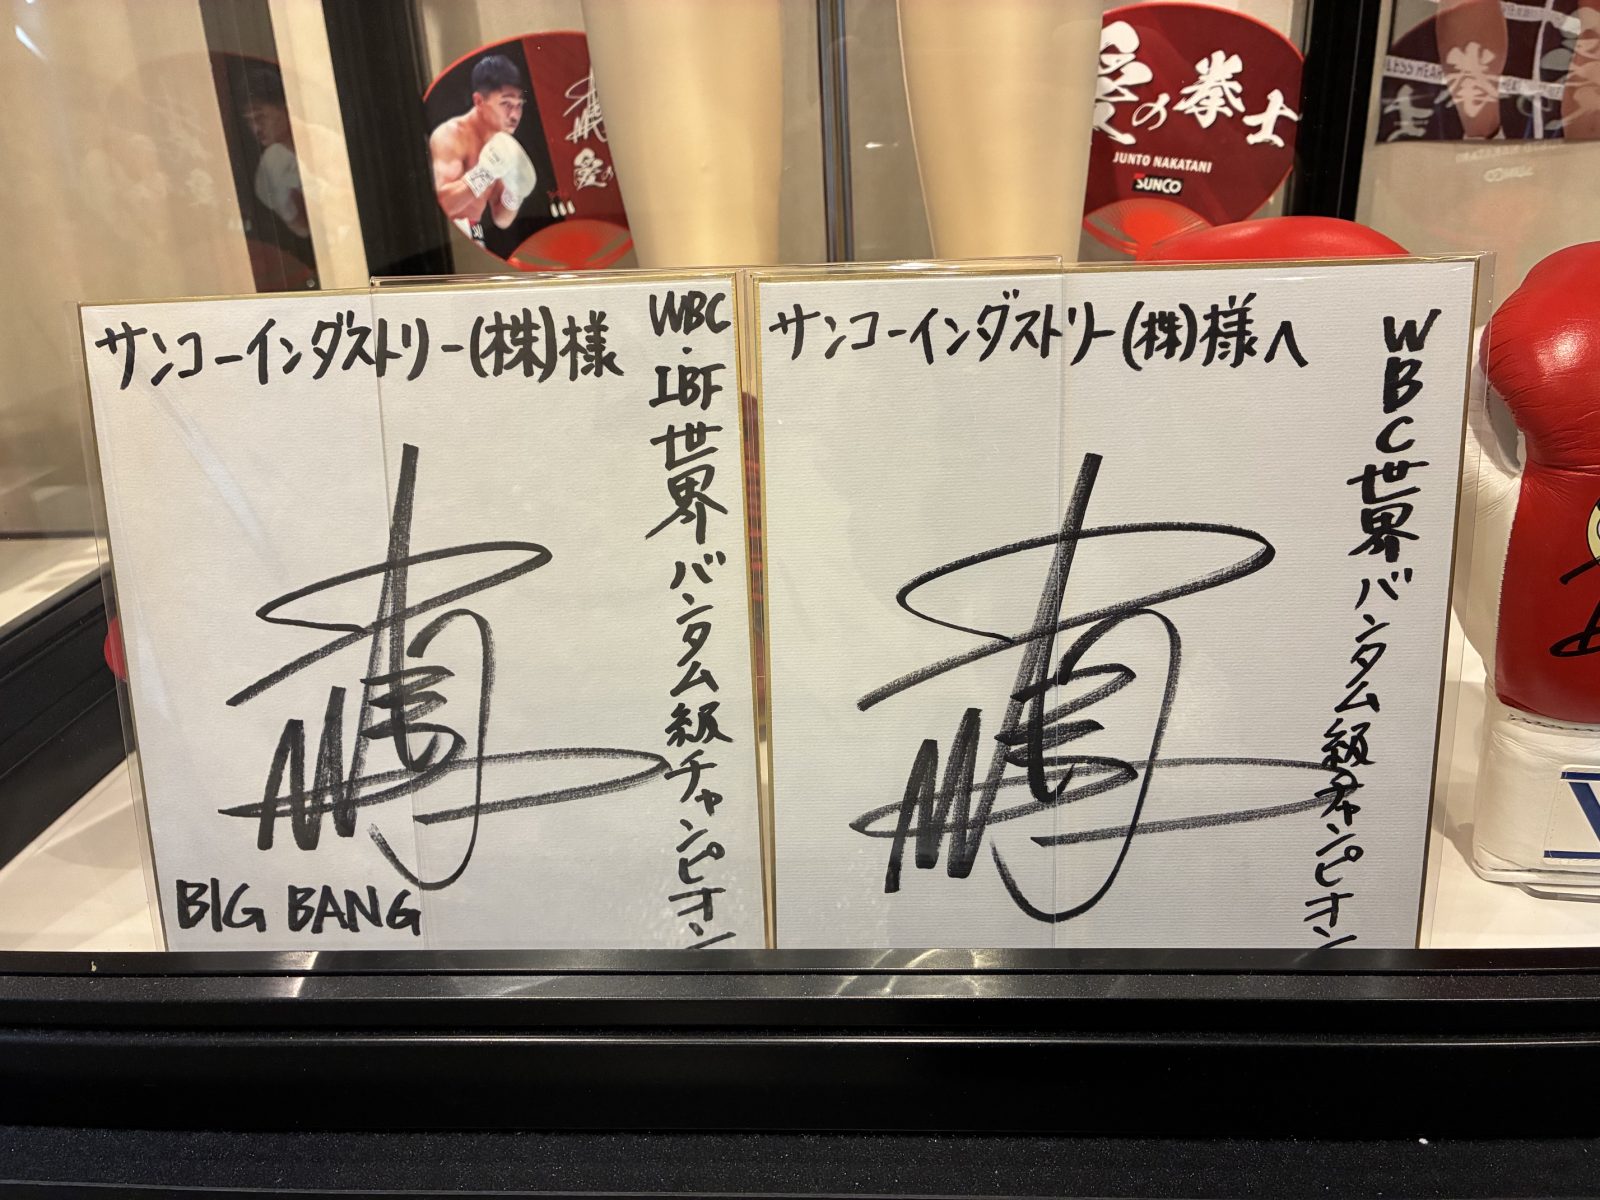 愛の
愛の拳士
JUNTO NAKATANI
SUNCO
サンコーインダストリー(株)様
WBC・IBF世界バンタム級チャンピオン
BIG BANG
サンコーインダストリー(株)様へ
WBC世界バンタム級チャンピオン